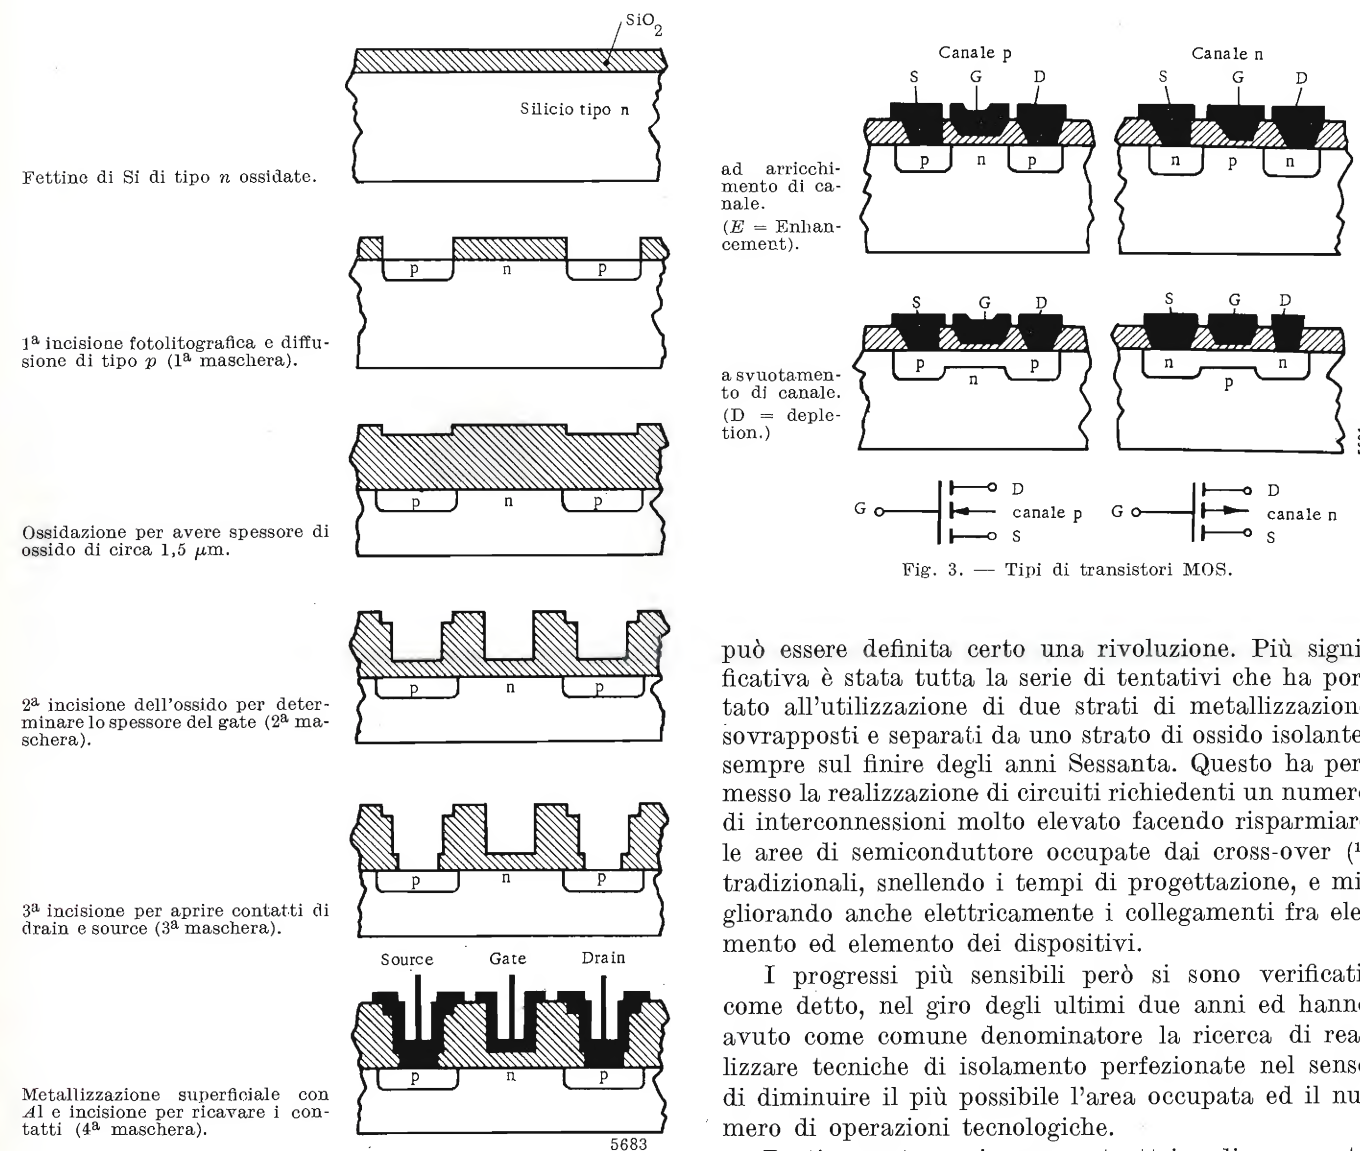 SiO2
Silicio tipo n
Fettine di Si di tipo n ossidate.
p n p
1a incisione fotolitografica e diffu-
sione di tipo p (1a maschera).
p n p
Ossidazione per avere spessore di
ossido di circa 1,5 μm.
p n p
2a incisione dell'ossido per deter-
minare lo spessore del gate (2a ma-
schera).
p n p
3a incisione per aprire contatti di
drain e source (3a maschera).
Source Gate Drain
p n p
Metallizzazione superficiale con
Al e incisione per ricavare i con-
tatti (4a maschera).
5683
Canale p Canale n
S G D S G D
p n p n p n
ad arricchi-
mento di ca-
nale.
(E = Enhan-
cement).
S G D S G D
p n p n p n
a svuotamen-
to di canale.
(D = deple-
tion.)
G D canale p S
G D canale n S
Fig. 3. — Tipi di transistori MOS.
può essere definita certo una rivoluzione. Più signi
ficativa è stata tutta la serie di tentativi che ha por
tato all'utilizzazione di due strati di metallizzazion
sovrapposti e separati da uno strato di ossido isolante
sempre sul finire degli anni Sessanta. Questo ha per
messo la realizzazione di circuiti richiedenti un numer
di interconnessioni molto elevato facendo risparmiar
le aree di semiconduttore occupate dai cross-over (1
tradizionali, snellendo i tempi di progettazione, e mi
gliorando anche elettricamente i collegamenti fra ele
mento ed elemento dei dispositivi.
I progressi più sensibili però si sono verificati
come detto, nel giro degli ultimi due anni ed hann
avuto come comune denominatore la ricerca di rea
lizzare tecniche di isolamento perfezionate nel sens
di diminuire il più possibile l'area occupata ed il nu
mero di operazioni tecnologiche.